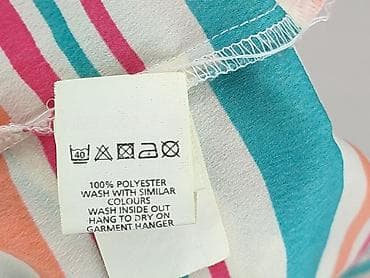 40
100% POLYESTER
WASH WITH SIMILAR
COLOURS
WASH INSIDE OUT
HANG TO DRY ON
GARMENT HANGER